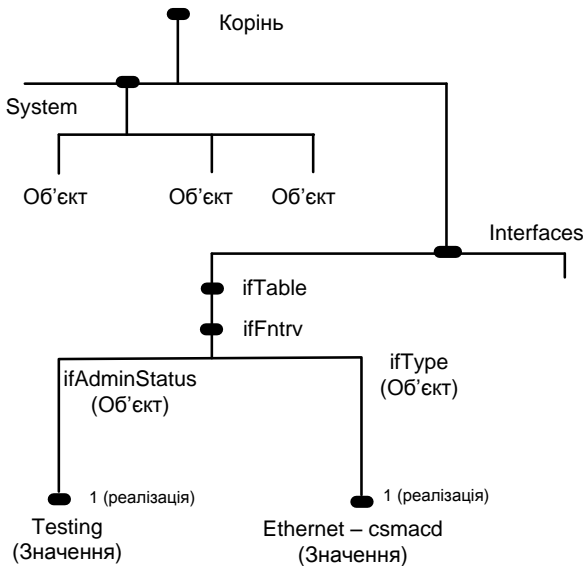 Корінь
System
Об’єкт
Об’єкт
Об’єкт
Interfaces
ifTable
ifFntrv
ifAdminStatus
(Об’єкт)
ifType
(Об’єкт)
1 (реалізація)
1 (реалізація)
Testing
(Значення)
Ethernet – csmacd
(Значення)